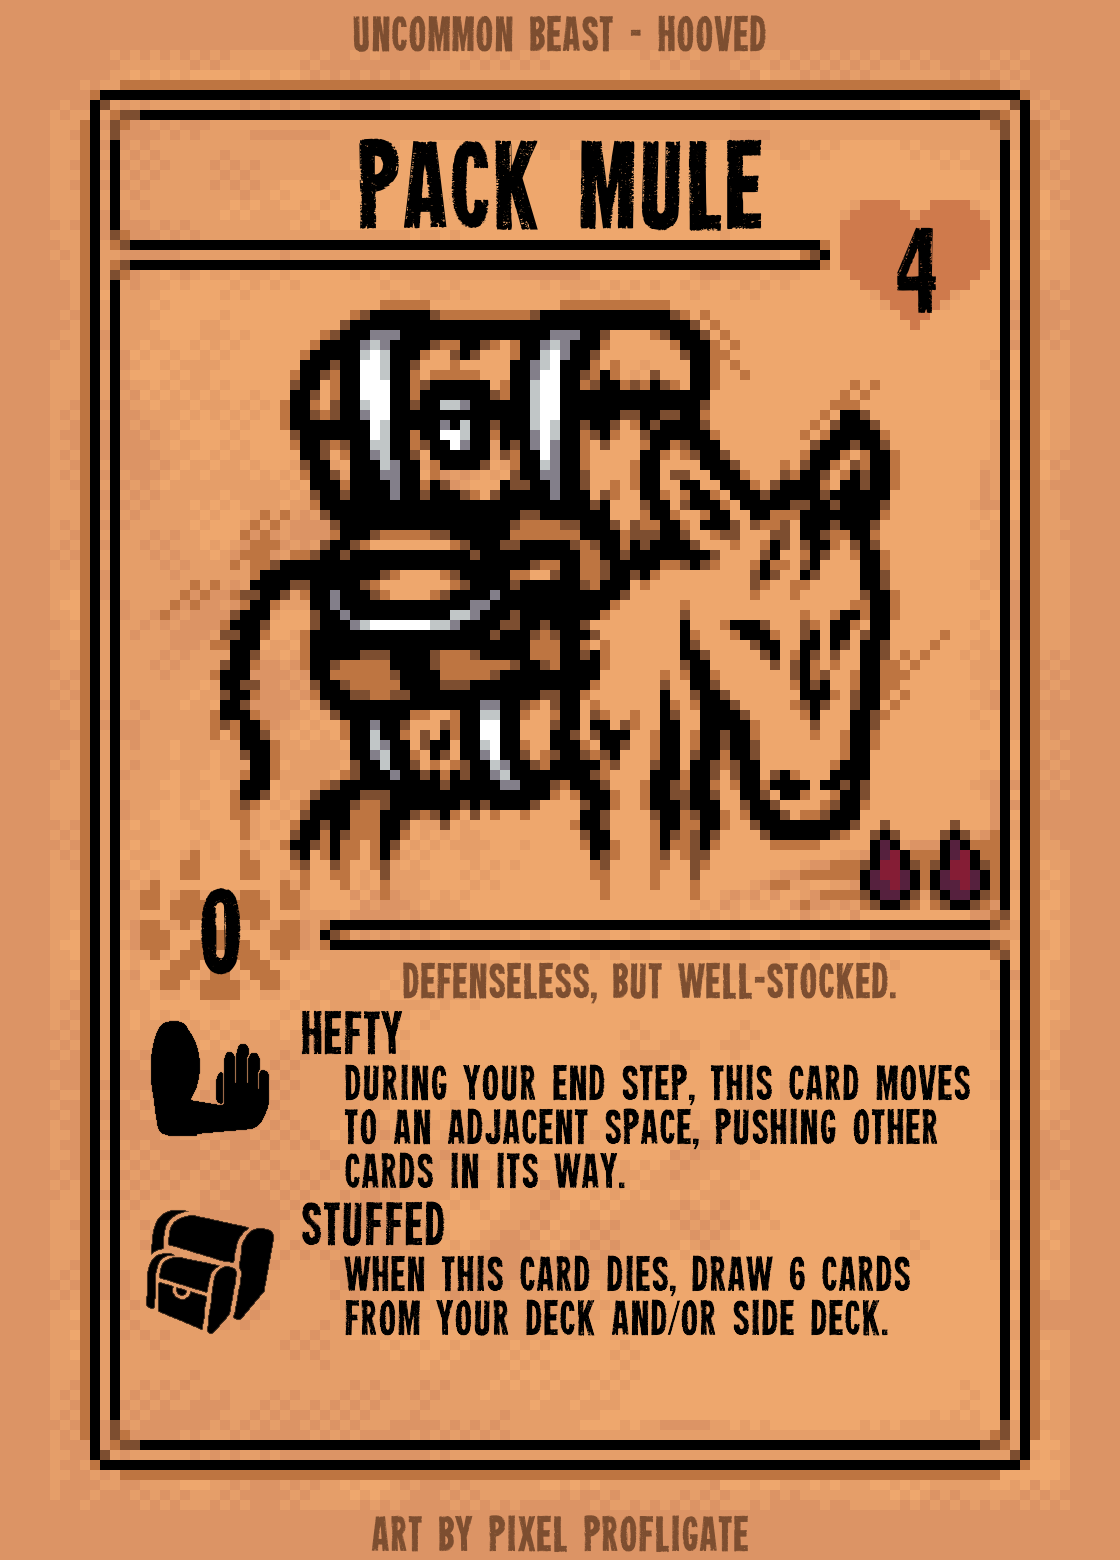 UNCOMMON BEAST - HOOVED
PACK MULE
4
0
DEFENSELESS, BUT WELL-STOCKED.
HEFTY
DURING YOUR END STEP, THIS CARD MOVES
TO AN ADJACENT SPACE, PUSHING OTHER
CARDS IN ITS WAY.
STUFFED
WHEN THIS CARD DIES, DRAW 6 CARDS
FROM YOUR DECK AND/OR SIDE DECK.
ART BY PIXEL PROFLIGATE